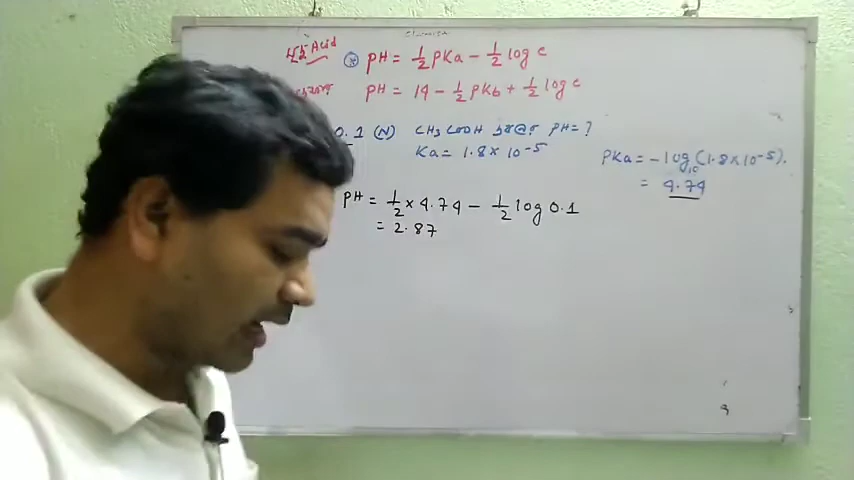 Acid pH = 1/2 pKa - 1/2 log c
pH = 14 - 1/2 pKb + 1/2 log c
0.1 (N) CH3COOH pH = ?
Ka = 1.8 × 10^-5
pKa = -log10 (1.8 × 10^-5).
= 4.74
pH = 1/2 × 4.74 - 1/2 log 0.1
= 2.87